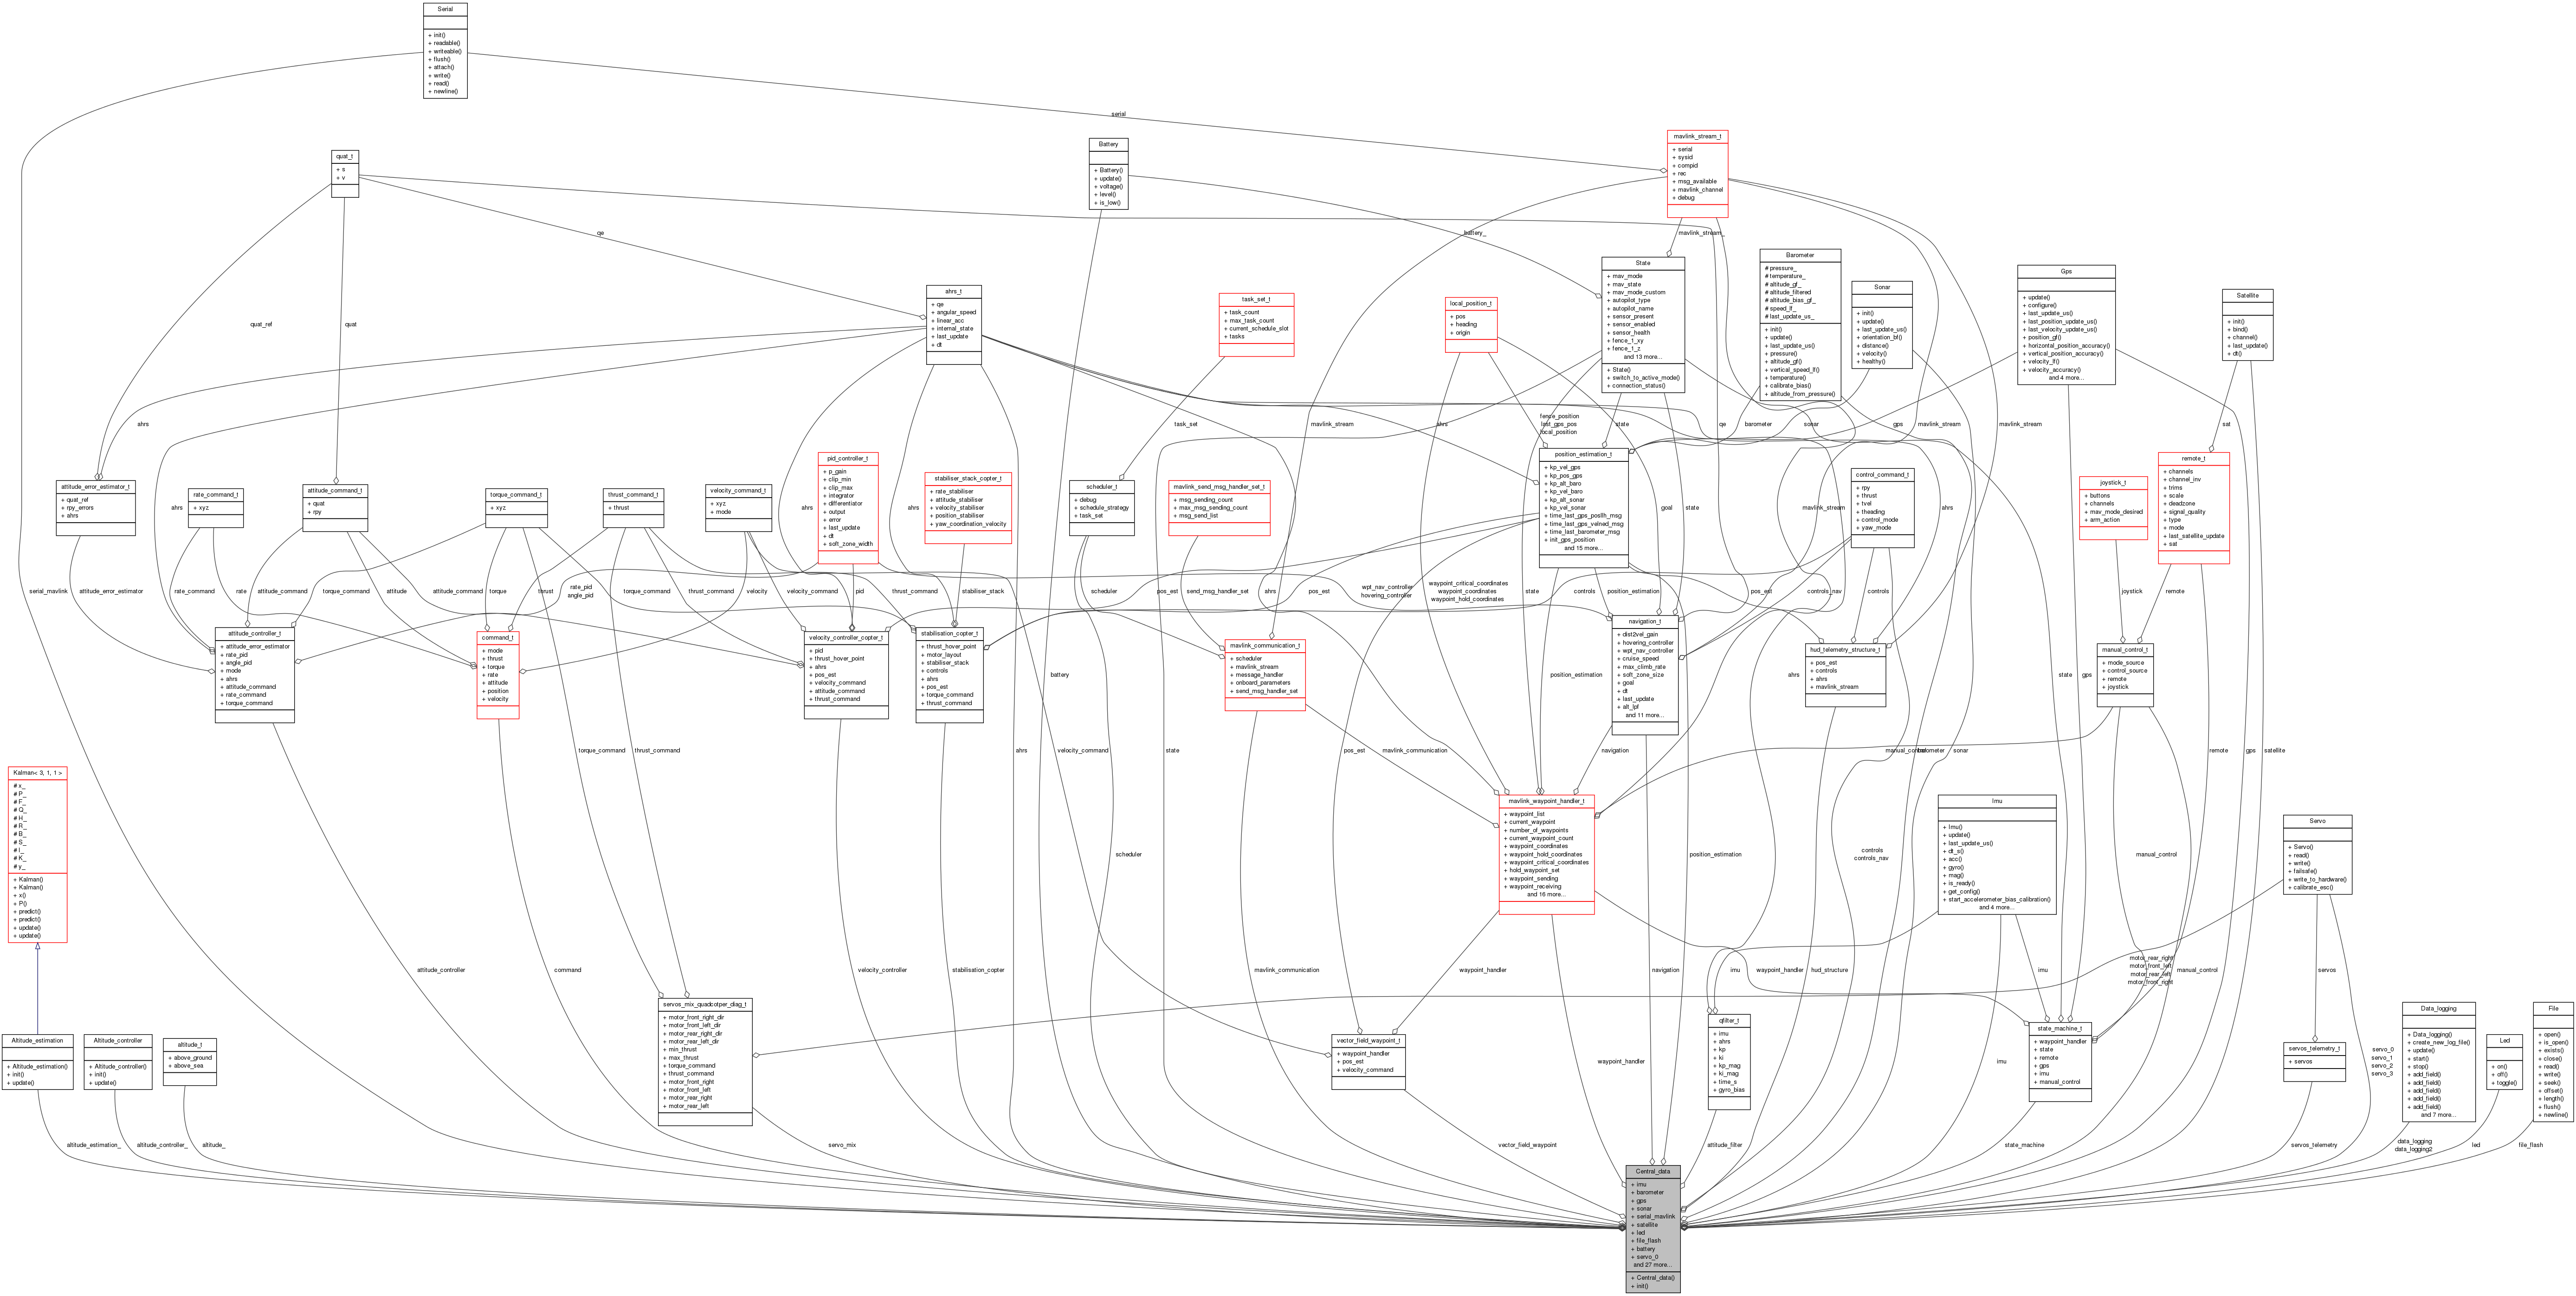 Serial
+ init()
+ readable()
+ writeable()
+ flush()
+ attach()
+ write()
+ read()
+ newline()
serial
mavlink_stream_t
+ serial
+ sysid
+ compid
+ rec
+ msg_available
+ mavlink_channel
+ debug
Battery
+ Battery()
+ update()
+ voltage()
+ level()
+ is_low()
quat_t
+ s
+ v
qe
battery_
mavlink_stream_
State
+ mav_mode
+ mav_state
+ mav_mode_custom
+ autopilot_type
+ autopilot_name
+ sensor_present
+ sensor_enabled
+ sensor_health
+ fence_1_xy
+ fence_1_z
and 13 more...
+ State()
+ switch_to_active_mode()
+ connection_status()
Barometer
# pressure_
# temperature_
# altitude_gf_
# altitude_filtered
# altitude_bias_gf_
# speed_lf_
# last_update_us_
+ init()
+ update()
+ last_update_us()
+ pressure()
+ altitude_gf()
+ vertical_speed_lf()
+ temperature()
+ calibrate_bias()
+ altitude_from_pressure()
Sonar
+ init()
+ update()
+ last_update_us()
+ orientation_bf()
+ distance()
+ velocity()
+ healthy()
Gps
+ update()
+ configure()
+ last_update_us()
+ last_position_update_us()
+ last_velocity_update_us()
+ position_gf()
+ horizontal_position_accuracy()
+ vertical_position_accuracy()
+ velocity_lf()
+ velocity_accuracy()
and 4 more...
Satellite
+ init()
+ bind()
+ channel()
+ last_update()
+ dt()
ahrs_t
+ qe
+ angular_speed
+ linear_acc
+ internal_state
+ last_update
+ dt
task_set_t
+ task_count
+ max_task_count
+ current_schedule_slot
+ tasks
local_position_t
+ pos
+ heading
+ origin
quat_ref
quat
ahrs
task_set
mavlink_stream
ahrs
fence_position
last_gps_pos
local_position
state
qe
barometer
sonar
gps
mavlink_stream
mavlink_stream
sat
attitude_error_estimator_t
+ quat_ref
+ rpy_errors
+ ahrs
rate_command_t
+ xyz
attitude_command_t
+ quat
+ rpy
torque_command_t
+ xyz
thrust_command_t
+ thrust
velocity_command_t
+ xyz
+ mode
pid_controller_t
+ p_gain
+ clip_min
+ clip_max
+ integrator
+ differentiator
+ output
+ error
+ last_update
+ dt
+ soft_zone_width
stabiliser_stack_copter_t
+ rate_stabiliser
+ attitude_stabiliser
+ velocity_stabiliser
+ position_stabiliser
+ yaw_coordination_velocity
scheduler_t
+ debug
+ schedule_strategy
+ task_set
mavlink_send_msg_handler_set_t
+ msg_sending_count
+ max_msg_sending_count
+ msg_send_list
position_estimation_t
+ kp_vel_gps
+ kp_pos_gps
+ kp_alt_baro
+ kp_vel_baro
+ kp_alt_sonar
+ kp_vel_sonar
+ time_last_gps_posllh_msg
+ time_last_gps_velned_msg
+ time_last_barometer_msg
+ init_gps_position
and 15 more...
control_command_t
+ rpy
+ thrust
+ tvel
+ theading
+ control_mode
+ yaw_mode
joystick_t
+ buttons
+ channels
+ mav_mode_desired
+ arm_action
remote_t
+ channels
+ channel_inv
+ trims
+ scale
+ deadzone
+ signal_quality
+ type
+ mode
+ last_satellite_update
+ sat
ahrs
ahrs
ahrs
goal
state
mavlink_stream
ahrs
state
gps
serial_mavlink
attitude_error_estimator
rate_command
rate
attitude_command
torque_command
attitude
attitude_command
torque
thrust
rate_pid
angle_pid
torque_command
thrust_command
velocity
velocity_command
pid
thrust_command
stabiliser_stack
battery
scheduler
pos_est
send_msg_handler_set
ahrs
pos_est
wpt_nav_controller
hovering_controller
waypoint_critical_coordinates
waypoint_coordinates
waypoint_hold_coordinates
state
controls
position_estimation
pos_est
controls_nav
controls
joystick
remote
attitude_controller_t
+ attitude_error_estimator
+ rate_pid
+ angle_pid
+ mode
+ ahrs
+ attitude_command
+ rate_command
+ torque_command
command_t
+ mode
+ thrust
+ torque
+ rate
+ attitude
+ position
+ velocity
velocity_controller_copter_t
+ pid
+ thrust_hover_point
+ ahrs
+ pos_est
+ velocity_command
+ attitude_command
+ thrust_command
stabilisation_copter_t
+ thrust_hover_point
+ motor_layout
+ stabiliser_stack
+ controls
+ ahrs
+ pos_est
+ torque_command
+ thrust_command
mavlink_communication_t
+ scheduler
+ mavlink_stream
+ message_handler
+ onboard_parameters
+ send_msg_handler_set
navigation_t
+ dist2vel_gain
+ hovering_controller
+ wpt_nav_controller
+ cruise_speed
+ max_climb_rate
+ soft_zone_size
+ goal
+ dt
+ last_update
+ alt_lpf
and 11 more...
hud_telemetry_structure_t
+ pos_est
+ controls
+ ahrs
+ mavlink_stream
manual_control_t
+ mode_source
+ control_source
+ remote
+ joystick
position_estimation
ahrs
torque_command
thrust_command
ahrs
velocity_command
state
pos_est
mavlink_communication
navigation
manual_control
barometer
sonar
remote
gps
satellite
Kalman< 3, 1, 1 >
# x_
# P_
# F_
# Q_
# H_
# R_
# B_
# S_
# I_
# K_
# y_
+ Kalman()
+ Kalman()
+ x()
+ P()
+ predict()
+ predict()
+ update()
+ update()
mavlink_waypoint_handler_t
+ waypoint_list
+ current_waypoint
+ number_of_waypoints
+ current_waypoint_count
+ waypoint_coordinates
+ waypoint_hold_coordinates
+ waypoint_critical_coordinates
+ hold_waypoint_set
+ waypoint_sending
+ waypoint_receiving
and 16 more...
Imu
+ Imu()
+ update()
+ last_update_us()
+ dt_s()
+ acc()
+ gyro()
+ mag()
+ is_ready()
+ get_config()
+ start_accelerometer_bias_calibration()
and 4 more...
Servo
+ Servo()
+ read()
+ write()
+ failsafe()
+ write_to_hardware()
+ calibrate_esc()
scheduler
position_estimation
controls
controls_nav
manual_control
attitude_controller
command
velocity_controller
stabilisation_copter
mavlink_communication
waypoint_handler
navigation
imu
waypoint_handler
hud_structure
imu
motor_rear_right
motor_front_left
motor_rear_left
motor_front_right
manual_control
servos
servos_mix_quadcotper_diag_t
+ motor_front_right_dir
+ motor_front_left_dir
+ motor_rear_right_dir
+ motor_rear_left_dir
+ min_thrust
+ max_thrust
+ torque_command
+ thrust_command
+ motor_front_right
+ motor_front_left
+ motor_rear_right
+ motor_rear_left
Altitude_estimation
+ Altitude_estimation()
+ init()
+ update()
Altitude_controller
+ Altitude_controller()
+ init()
+ update()
altitude_t
+ above_ground
+ above_sea
vector_field_waypoint_t
+ waypoint_handler
+ pos_est
+ velocity_command
qfilter_t
+ imu
+ ahrs
+ kp
+ ki
+ kp_mag
+ ki_mag
+ time_s
+ gyro_bias
state_machine_t
+ waypoint_handler
+ state
+ remote
+ gps
+ imu
+ manual_control
servos_telemetry_t
+ servos
Data_logging
+ Data_logging()
+ create_new_log_file()
+ update()
+ start()
+ stop()
+ add_field()
+ add_field()
+ add_field()
+ add_field()
+ add_field()
and 7 more...
Led
+ on()
+ off()
+ toggle()
File
+ open()
+ is_open()
+ exists()
+ close()
+ read()
+ write()
+ seek()
+ offset()
+ length()
+ flush()
+ newline()
waypoint_handler
imu
servo_0
servo_1
servo_2
servo_3
altitude_estimation_
altitude_controller_
altitude_
servo_mix
vector_field_waypoint
attitude_filter
state_machine
servos_telemetry
data_logging
data_logging2
led
file_flash
Central_data
+ imu
+ barometer
+ gps
+ sonar
+ serial_mavlink
+ satellite
+ led
+ file_flash
+ battery
+ servo_0
and 27 more...
+ Central_data()
+ init()